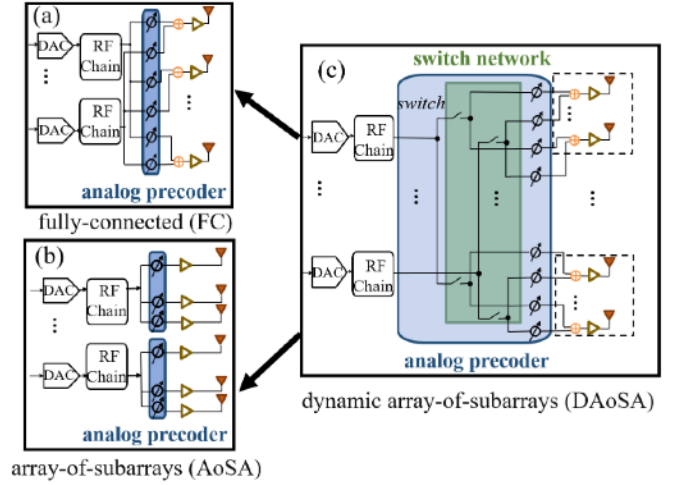 (a)
DAC
RF
Chain
...
DAC
RF
Chain
analog precoder
fully-connected (FC)
(b)
DAC
RF
Chain
...
DAC
RF
Chain
analog precoder
array-of-subarrays (AoSA)
(c)
switch network
switch
DAC
RF
Chain
...
DAC
RF
Chain
analog precoder
dynamic array-of-subarrays (DAoSA)